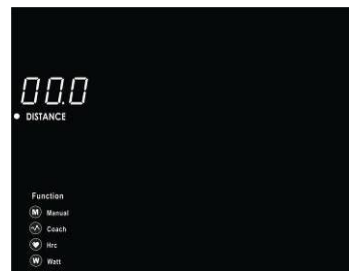 00.0
DISTANCE
Function
M Manual
Coach
Hrc
W Watt